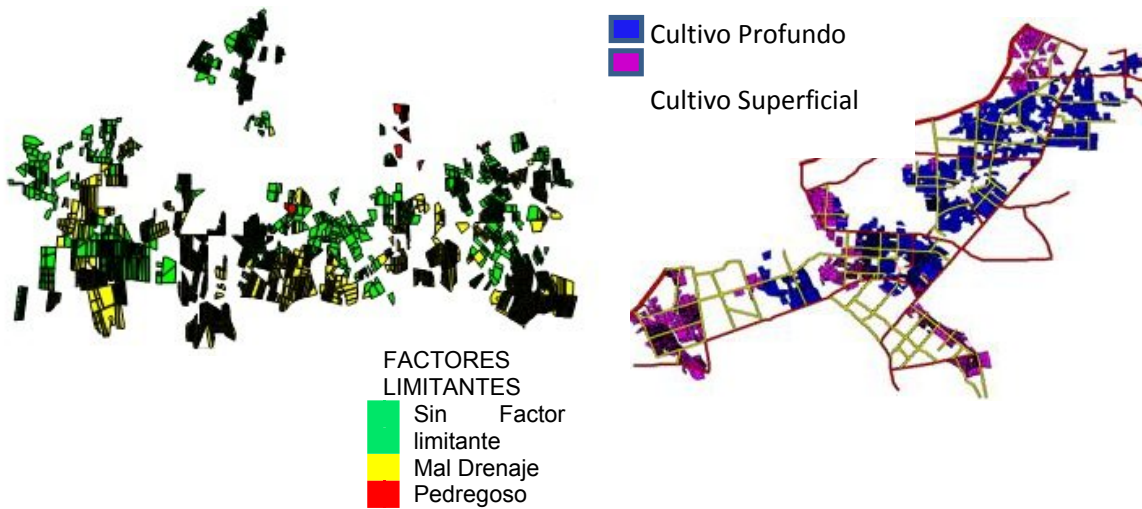 Cultivo Profundo
Cultivo Superficial
FACTORES
LIMITANTES
Sin Factor
limitante
Mal Drenaje
Pedregoso